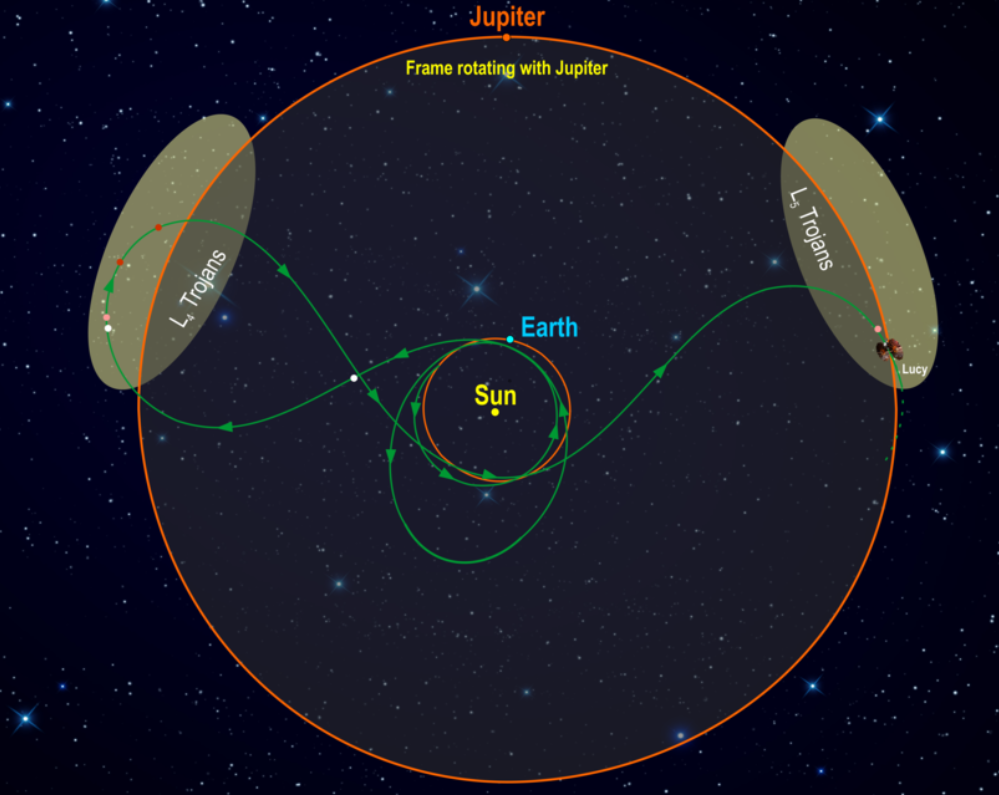 Jupiter
Frame rotating with Jupiter
L₄ Trojans
L₅ Trojans
Earth
Lucy
Sun